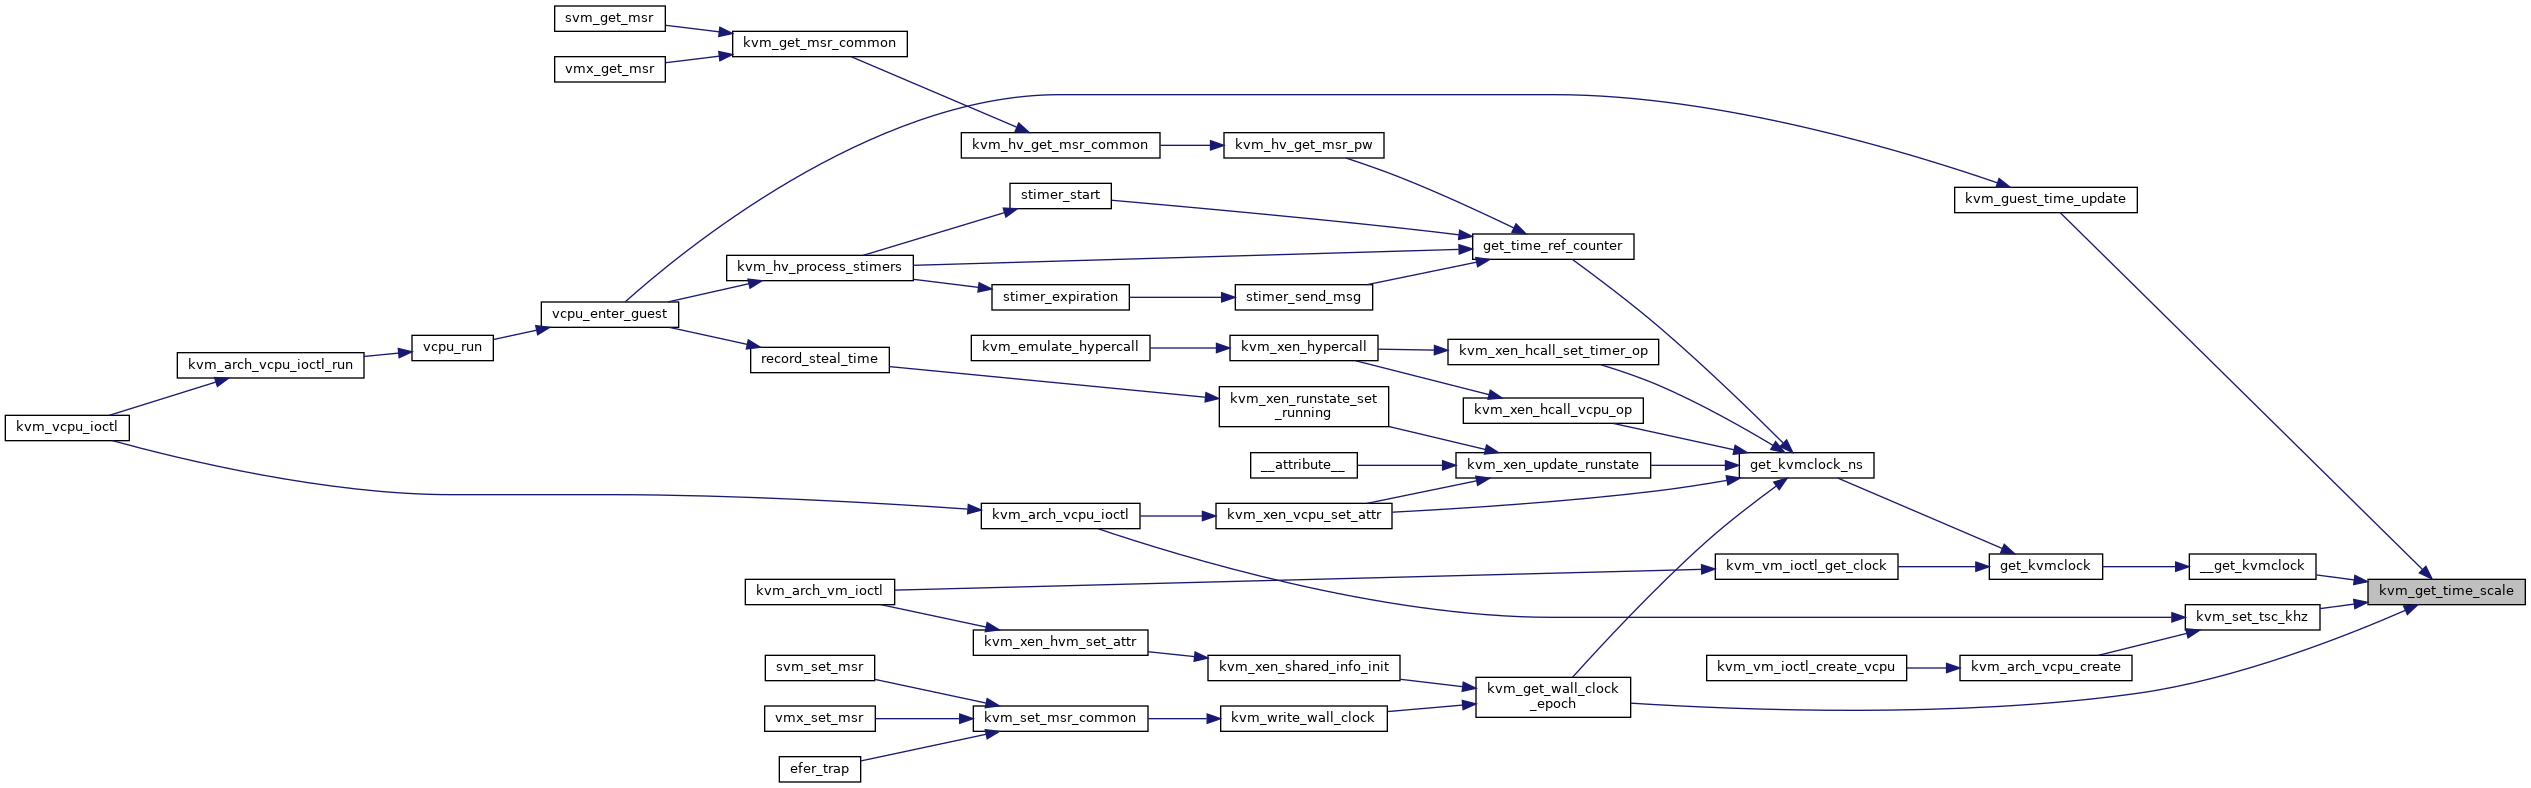 svm_get_msr
kvm_get_msr_common
vmx_get_msr
kvm_hv_get_msr_common
kvm_hv_get_msr_pw
stimer_start
kvm_guest_time_update
get_time_ref_counter
kvm_hv_process_stimers
stimer_expiration
stimer_send_msg
vcpu_enter_guest
vcpu_run
kvm_emulate_hypercall
kvm_xen_hypercall
kvm_xen_hcall_set_timer_op
record_steal_time
kvm_arch_vcpu_ioctl_run
kvm_xen_runstate_set
_running
kvm_xen_hcall_vcpu_op
kvm_vcpu_ioctl
__attribute__
kvm_xen_update_runstate
get_kvmclock_ns
kvm_arch_vcpu_ioctl
kvm_xen_vcpu_set_attr
kvm_vm_ioctl_get_clock
get_kvmclock
__get_kvmclock
kvm_arch_vm_ioctl
kvm_get_time_scale
kvm_set_tsc_khz
kvm_xen_hvm_set_attr
svm_set_msr
kvm_xen_shared_info_init
kvm_vm_ioctl_create_vcpu
kvm_arch_vcpu_create
kvm_get_wall_clock
_epoch
vmx_set_msr
kvm_set_msr_common
kvm_write_wall_clock
efer_trap